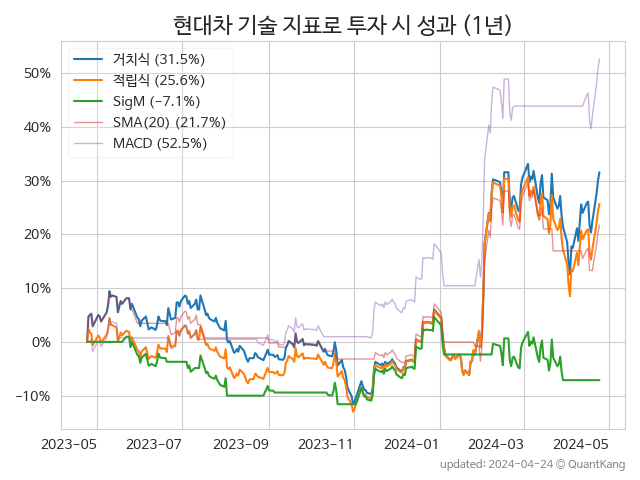 현대차 기술 지표로 투자 시 성과 (1년)
거치식 (31.5%)
적립식 (25.6%)
SigM (−7.1%)
SMA(20) (21.7%)
MACD (52.5%)
50%
40%
30%
20%
10%
0%
−10%
2023-05 2023-07 2023-09 2023-11 2024-01 2024-03 2024-05
updated: 2024-04-24 © QuantKang